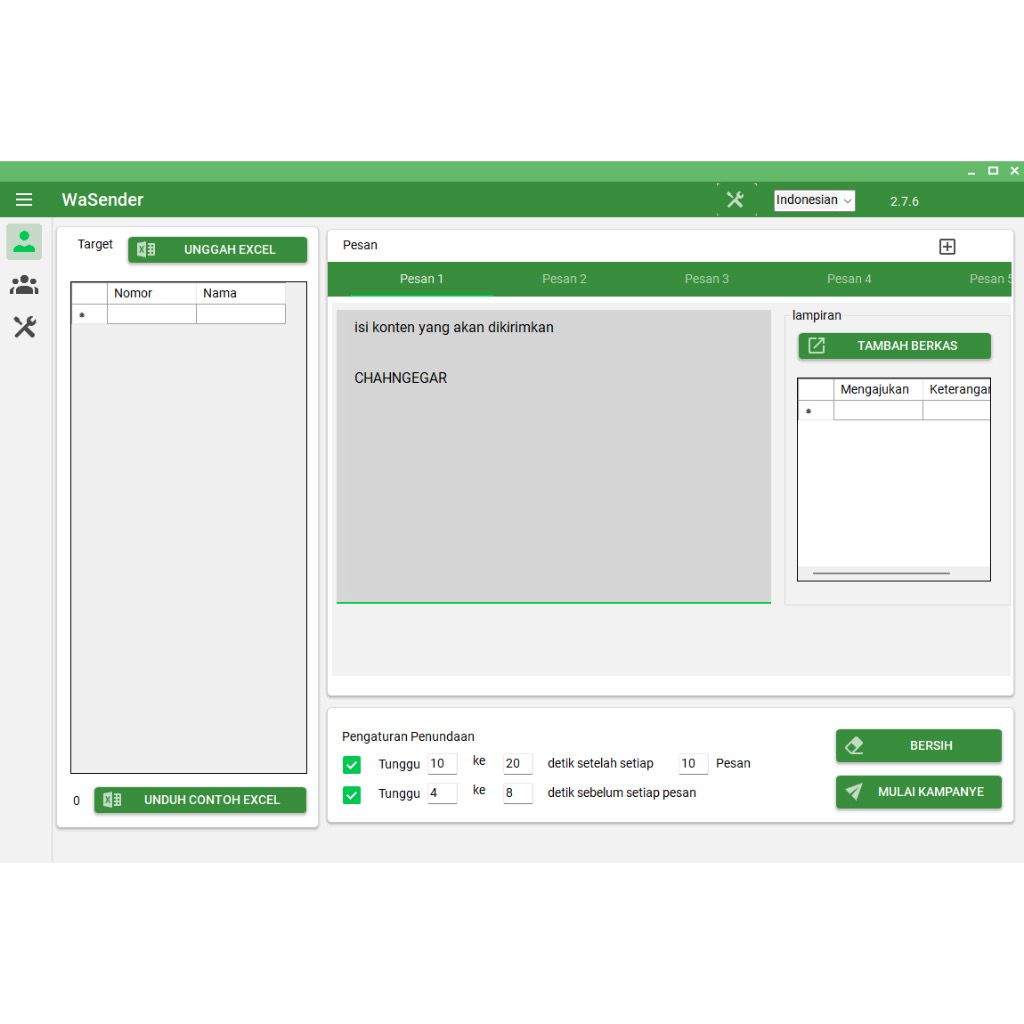 WaSender
Indonesian
2.7.6
Target
UNGGAH EXCEL
Nomor Nama
0
UNDUH CONTOH EXCEL
Pesan
Pesan 1 Pesan 2 Pesan 3 Pesan 4 Pesan 5
isi konten yang akan dikirimkan
CHAHNGEGAR
lampiran
TAMBAH BERKAS
Mengajukan Keterangan
Pengaturan Penundaan
Tunggu 10 ke 20 detik setelah setiap 10 Pesan
Tunggu 4 ke 8 detik sebelum setiap pesan
BERSIH
MULAI KAMPANYE